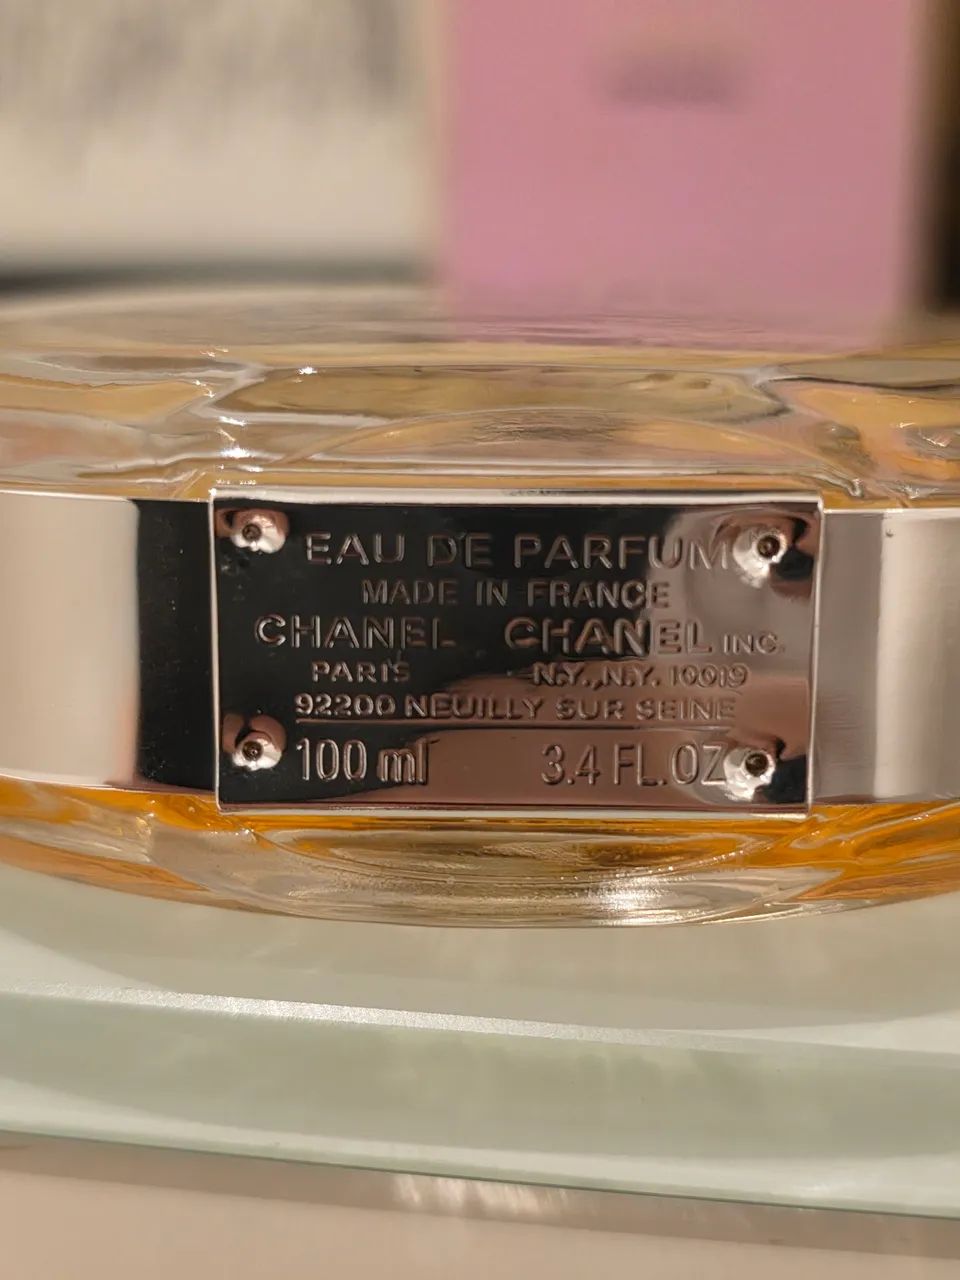 EAU DE PARFUM
MADE IN FRANCE
CHANEL CHANEL INC.
PARIS N.Y., N.Y. 10019
92200 NEUILLY SUR SEINE
100 ml 3.4 FL.OZ